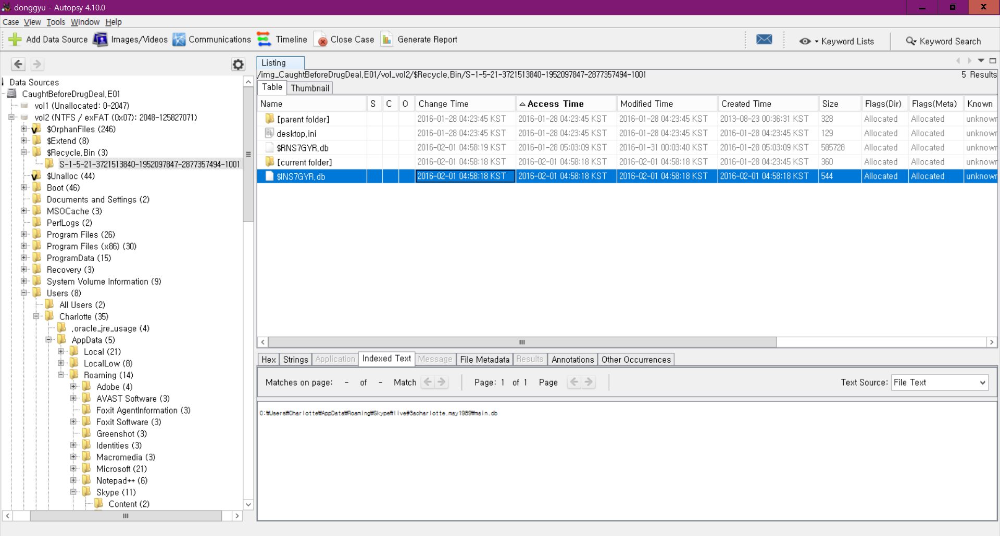 donggyu - Autopsy 4.10.0
Case View Tools Window Help
Add Data Source Images/Videos Communications Timeline Close Case Generate Report Keyword Lists Keyword Search
Data Sources
CaughtBeforeDrugDeal.E01
vol1 (Unallocated: 0-2047)
vol2 (NTFS / exFAT (0x07): 2048-125827071)
$OrphanFiles (246)
$Extend (8)
$Recycle.Bin (3)
S-1-5-21-3721513840-1952097847-2877357494-1001
$Unalloc (44)
Boot (46)
Documents and Settings (2)
MSOCache (3)
PerfLogs (2)
Program Files (26)
Program Files (x86) (30)
ProgramData (15)
Recovery (3)
System Volume Information (9)
Users (8)
All Users (2)
Charlotte (35)
.oracle_jre_usage (4)
AppData (5)
Local (21)
LocalLow (8)
Roaming (14)
Adobe (4)
AVAST Software (3)
Foxit AgentInformation (3)
Foxit Software (3)
Greenshot (3)
Identities (3)
Macromedia (3)
Microsoft (21)
Notepad++ (6)
Skype (11)
Content (2)
Listing
/img_CaughtBeforeDrugDeal.E01/vol_vol2/$Recycle.Bin/S-1-5-21-3721513840-1952097847-2877357494-1001 5 Results
Table Thumbnail
Name S C O Change Time Access Time Modified Time Created Time Size Flags(Dir) Flags(Meta) Known
[parent folder] 2016-01-28 04:23:45 KST 2016-01-28 04:23:45 KST 2016-01-28 04:23:45 KST 2013-08-23 00:36:31 KST 328 Allocated Allocated unknown
desktop.ini 2016-01-28 04:23:45 KST 2016-01-28 04:23:45 KST 2016-01-28 04:23:45 KST 2016-01-28 04:23:45 KST 129 Allocated Allocated unknown
$RNS7GYR.db 2016-02-01 04:58:19 KST 2016-01-28 05:03:09 KST 2016-01-31 00:03:40 KST 2016-01-28 05:03:09 KST 585728 Allocated Allocated unknown
[current folder] 2016-02-01 04:58:18 KST 2016-02-01 04:58:18 KST 2016-02-01 04:58:18 KST 2016-01-28 04:23:45 KST 360 Allocated Allocated unknown
$INS7GYR.db 2016-02-01 04:58:18 KST 2016-02-01 04:58:18 KST 2016-02-01 04:58:18 KST 2016-02-01 04:58:18 KST 544 Allocated Allocated unknown
Hex Strings Application Indexed Text Message File Metadata Results Annotations Other Occurrences
Matches on page: - of - Match Page: 1 of 1 Page Text Source: File Text
C:₩Users₩Charlotte₩AppData₩Roaming₩Skype₩live#3acharlotte.may1989₩main.db